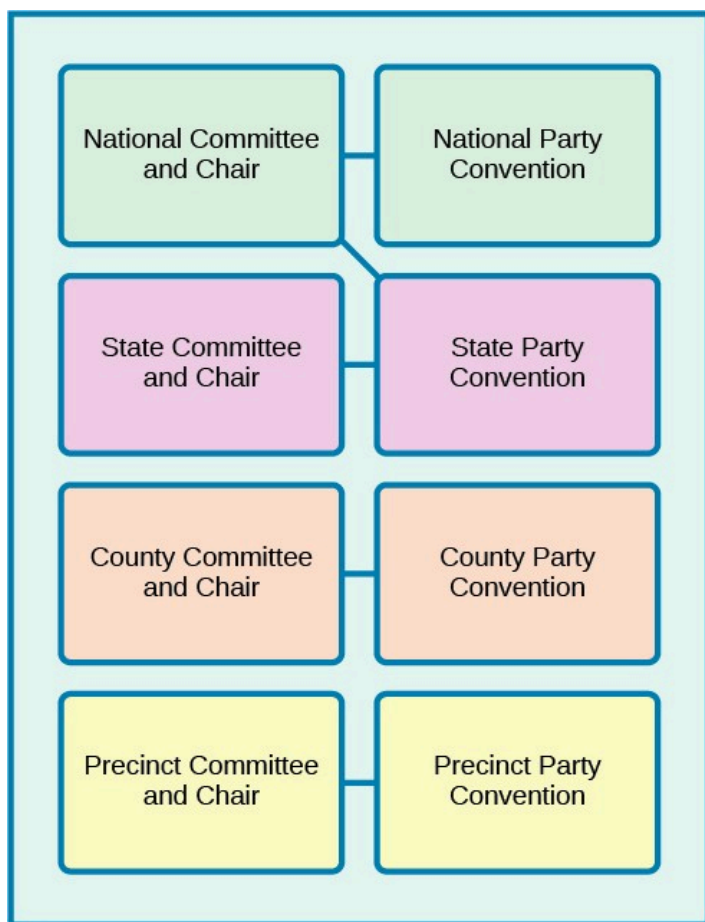 National Committee
and Chair
National Party
Convention
State Committee
and Chair
State Party
Convention
County Committee
and Chair
County Party
Convention
Precinct Committee
and Chair
Precinct Party
Convention